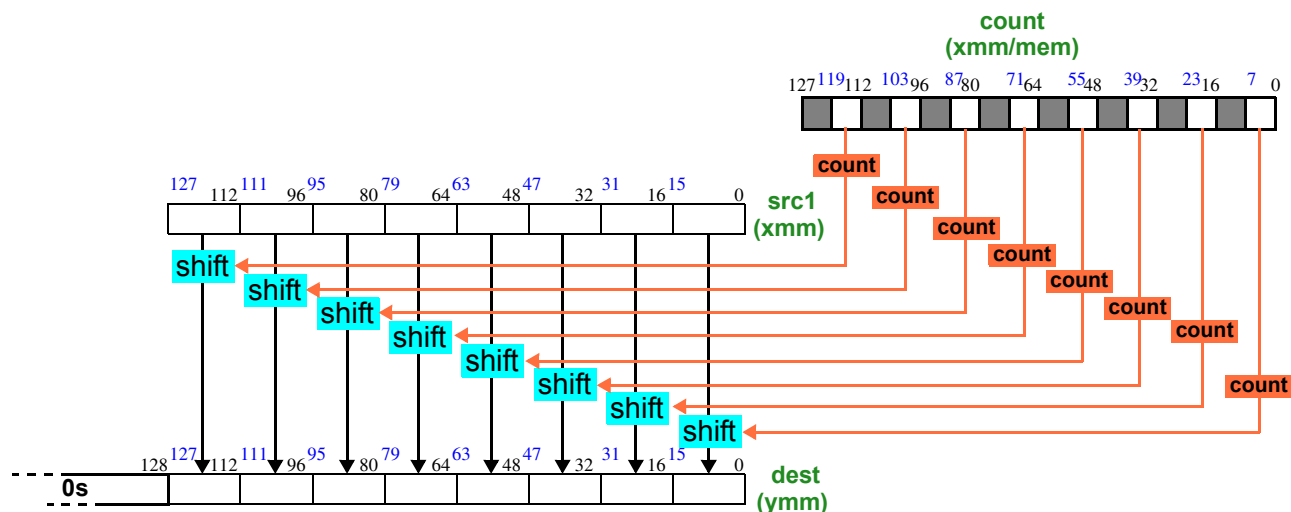 count
(xmm/mem)
127 119 112 103 96 87 80 71 64 55 48 39 32 23 16 7 0
count
127 112 111 96 95 80 79 64 63 48 47 32 31 16 15 0
src1
(xmm)
count
count
count
shift
count
shift
count
shift
count
shift
count
shift
shift
count
shift
shift
128 127 112 111 96 95 80 79 64 63 48 47 32 31 16 15 0
0s
dest
(ymm)